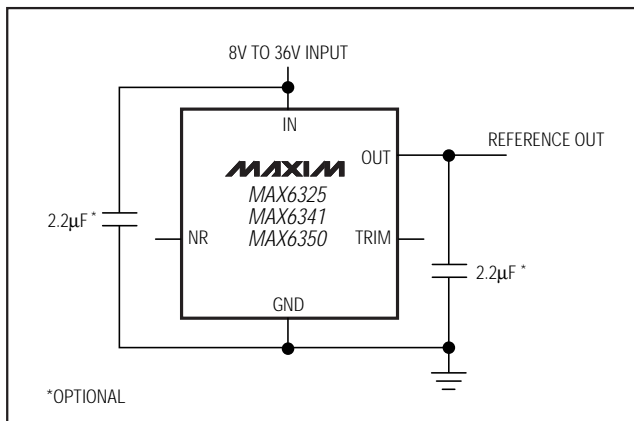 8V TO 36V INPUT
IN
OUT
REFERENCE OUT
MAXIM
MAX6325
MAX6341
MAX6350
2.2µF *
NR
TRIM
2.2µF *
GND
*OPTIONAL